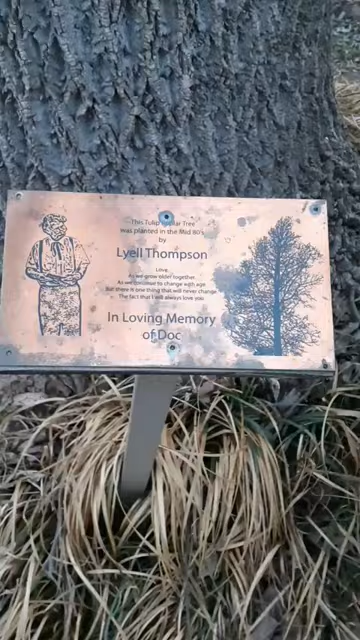 This Tulip Poplar Tree
was planted in the Mid 80's
by
Lyell Thompson
Love,
As we grow older together,
As we continue to change with age
But there is one thing that will never change
The fact that I will always love you
In Loving Memory
of Doc